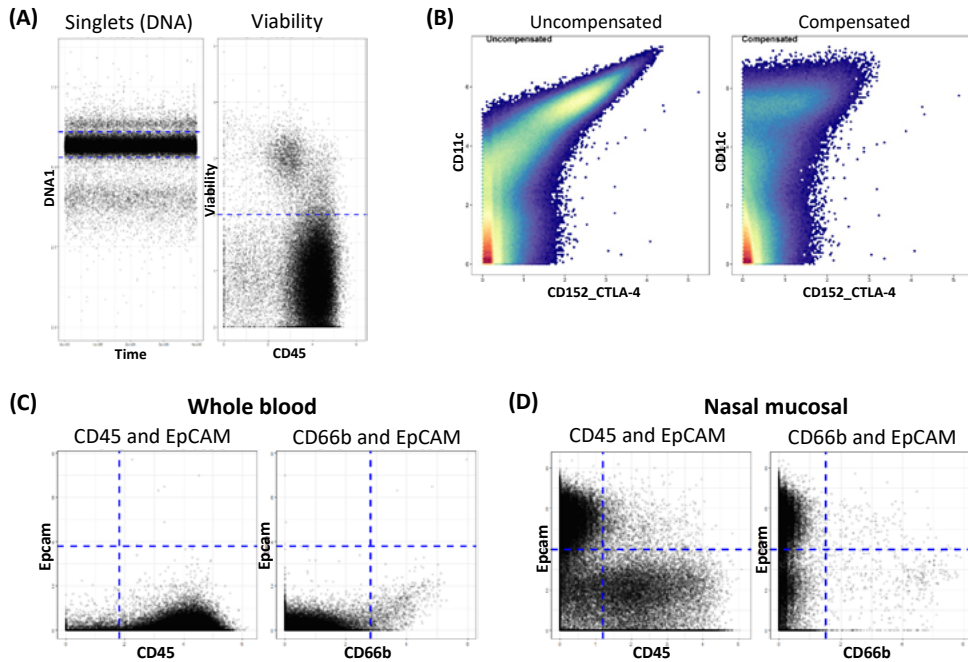 (A)
Singlets (DNA)
Viability
DNA1
Time
Viability
CD45
(B)
Uncompensated
Compensated
Uncompensated
Compensated
CD11c
CD152_CTLA-4
CD11c
CD152_CTLA-4
(C)
Whole blood
CD45 and EpCAM
CD66b and EpCAM
Epcam
CD45
Epcam
CD66b
(D)
Nasal mucosal
CD45 and EpCAM
CD66b and EpCAM
Epcam
CD45
Epcam
CD66b